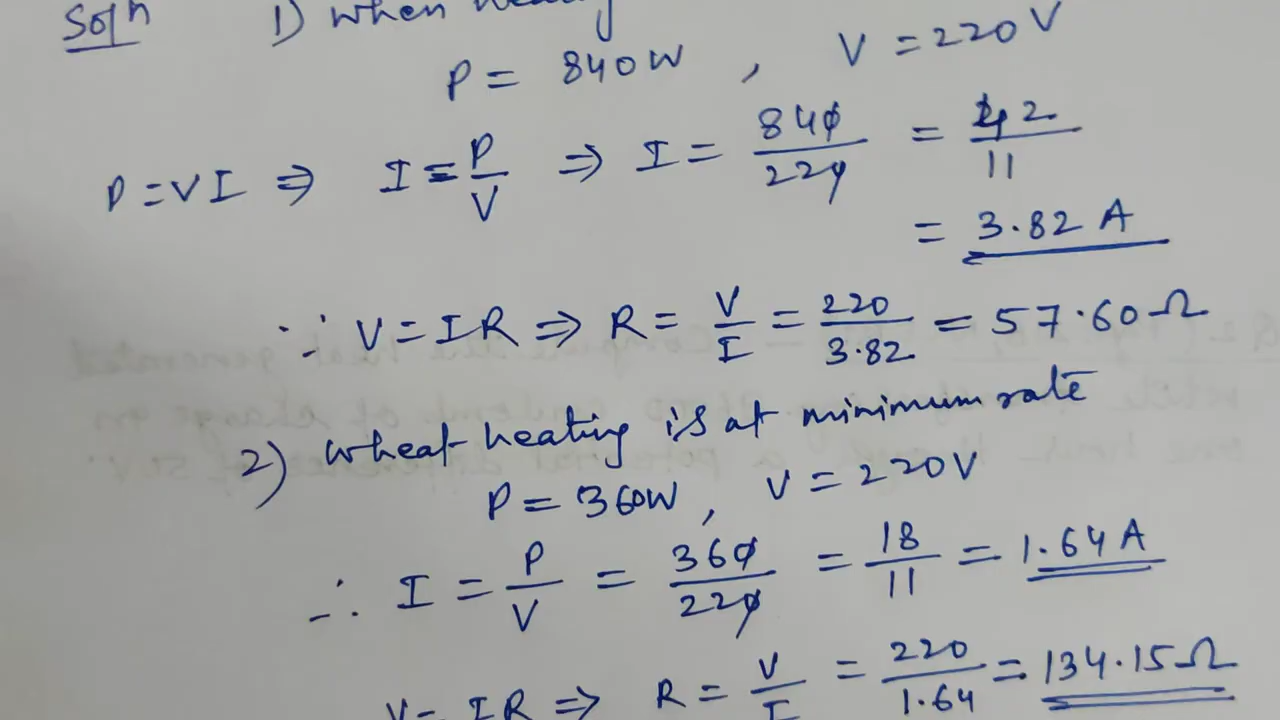 Soln 1) When heating
P = 840W , V = 220V
P = VI ⇒ I = P/V ⇒ I = 840/220 = 42/11
= 3.82 A
∵ V = IR ⇒ R = V/I = 220/3.82 = 57.60 Ω
2) wheat heating is at minimum rate
P = 360W , V = 220V
∴ I = P/V = 360/220 = 18/11 = 1.64 A
V = IR ⇒ R = V/I = 220/1.64 = 134.15 Ω